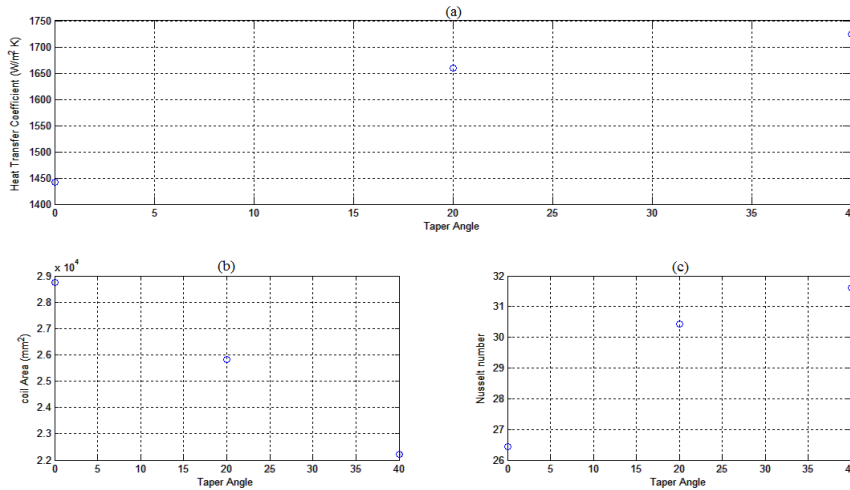 (a)
Heat Transfer Coefficient (W/m² K)
1750
1700
1650
1600
1550
1500
1450
1400
0 5 10 15 20 25 30 35 4
Taper Angle
(b)
x 10⁴
coil Area (mm²)
2.9
2.8
2.7
2.6
2.5
2.4
2.3
2.2
0 5 10 15 20 25 30 35 40
Taper Angle
(c)
Nusselt number
32
31
30
29
28
27
26
0 5 10 15 20 25 30 35 4
Taper Angle